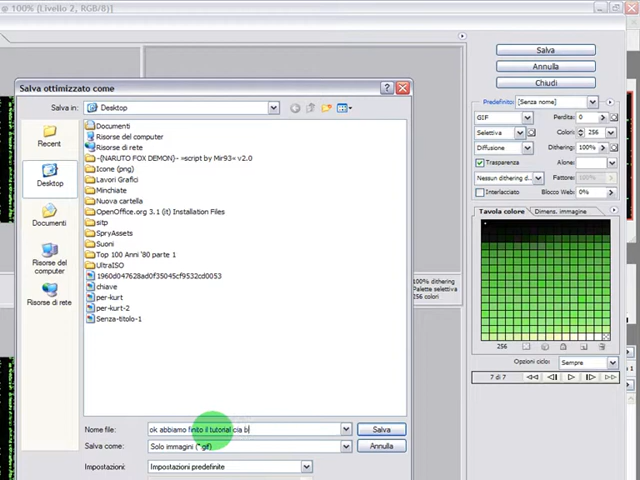 @ 100% (Livello 2, RGB/8)]
Salva ottimizzato come
Salva in: Desktop
Recent
Desktop
Documenti
Risorse del computer
Risorse di rete
Documenti
Risorse del computer
Risorse di rete
-{NARUTO FOX DEMON}- »script by Mir93« v2.0
Icone (png)
Lavori Grafici
Minchiate
Nuova cartella
OpenOffice.org 3.1 (it) Installation Files
sitp
SpryAssets
Suoni
Top 100 Anni '80 parte 1
UltraISO
1960d047628ad0f35045cf9532cd0053
chiave
per-kurt
per-kurt-2
Senza-titolo-1
Nome file: ok abbiamo finito il tutorial cia b
Salva
Salva come: Solo immagini (*.gif)
Annulla
Impostazioni: Impostazioni predefinite
100% dithering
Palette selettiva
256 colori
Salva
Annulla
Chiudi
Predefinito: [Senza nome]
GIF
Perdita: 0
Selettiva
Colori: 256
Diffusione
Dithering: 100%
Trasparenza
Alone:
Nessun dithering d...
Fattore: 100%
Interlacciato
Blocco Web: 0%
Tavola colore
Dimens. immagine
256
Opzioni ciclo: Sempre
7 di 7